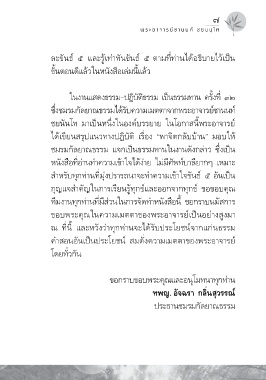 ๗
พระอาจารย์ชานนท์ ชยนนฺโท
ละขันธ์ ๕ และรู้เท่าทันขันธ์ ๕ ตามที่ท่านได้อธิบายไว้เป็น
ขั้นตอนดีแล้วในหนังสือเล่มนี้แล้ว
ในงานแสดงธรรม-ปฏิบัติธรรม เป็นธรรมทาน ครั้งที่ ๓๒
ซึ่งชมรมกัลยาณธรรมได้รับความเมตตาจากพระอาจารย์ชานนท์
ชยนันโท มาเป็นหนึ่งในองค์บรรยาย ในโอกาสนี้พระอาจารย์
ได้เขียนสรุปแนวทางปฏิบัติ เรื่อง “พาจิตกลับบ้าน” มอบให้
ชมรมกัลยาณธรรม แจกเป็นธรรมทานในงานดังกล่าว ซึ่งเป็น
หนังสือที่อ่านทำความเข้าใจได้ง่าย ไม่มีศัพท์บาลียากๆ เหมาะ
สำหรับทุกท่านที่มุ่งปรารถนาจะทำความเข้าใจขันธ์ ๕ อันเป็น
กุญแจสำคัญในการเรียนรู้ทุกข์และออกจากทุกข์ ขอขอบคุณ
ทีมงานทุกท่านที่มีส่วนในการจัดทำหนังสือนี้ ขอกราบนมัสการ
ขอบพระคุณในความเมตตาของพระอาจารย์เป็นอย่างสูงมา
ณ ที่นี้ และหวังว่าทุกท่านจะได้รับประโยชน์จากแก่นธรรม
คำสอนอันเป็นประโยชน์ สมดั่งความเมตตาของพระอาจารย์
โดยทั่วกัน
ขอกราบขอบพระคุณและอนุโมทนาทุกท่าน
ทพญ. อัจฉรา กลิ่นสุวรรณ์
ประธานชมรมกัลยาณธรรม